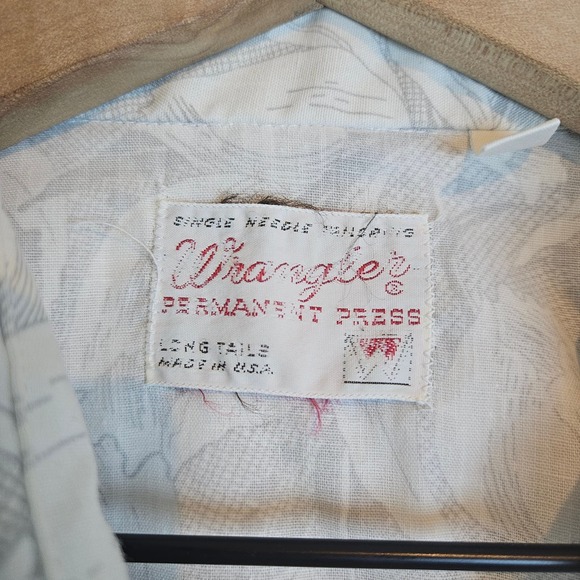 SINGLE NEEDLE TAILORING
Wrangler ©
PERMANENT PRESS
LONG TAILS
MADE IN U.S.A.